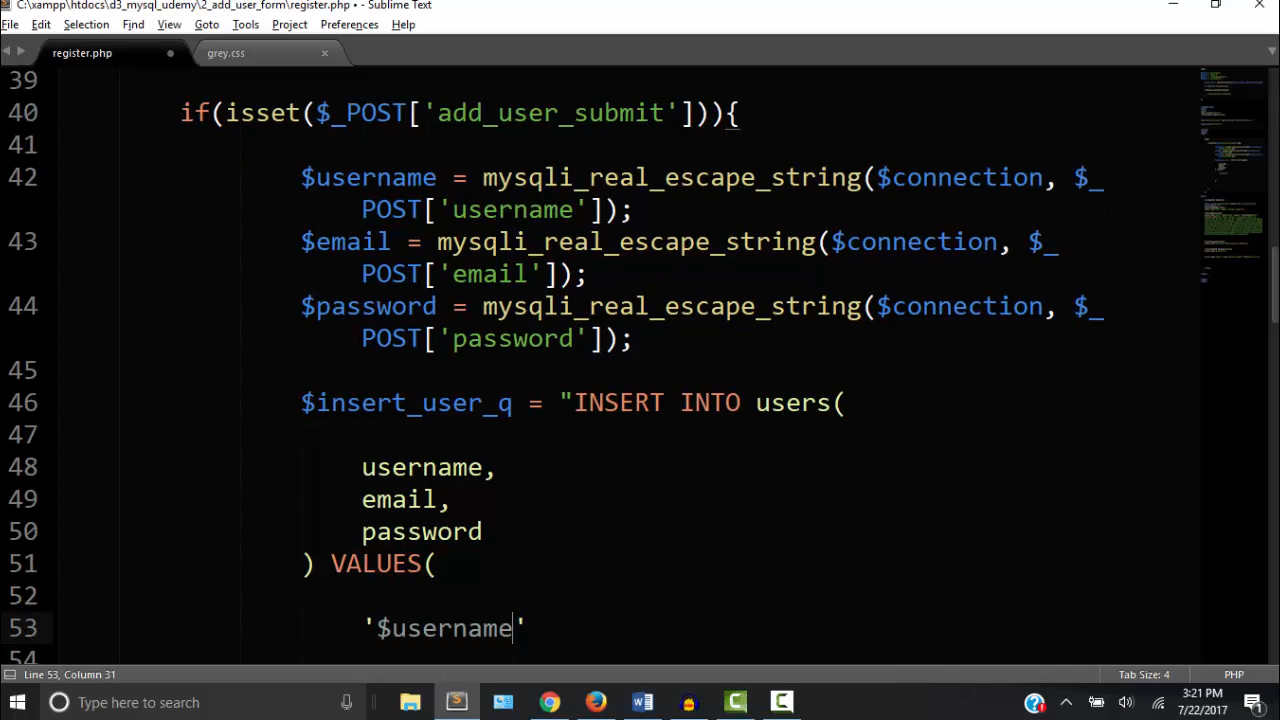 C:\xampp\htdocs\d3_mysql_udemy\2_add_user_form\register.php • - Sublime Text
File Edit Selection Find View Goto Tools Project Preferences Help
register.php grey.css
39
40 if(isset($_POST['add_user_submit'])){
41
42 $username = mysqli_real_escape_string($connection, $_
POST['username']);
43 $email = mysqli_real_escape_string($connection, $_
POST['email']);
44 $password = mysqli_real_escape_string($connection, $_
POST['password']);
45
46 $insert_user_q = "INSERT INTO users(
47
48 username,
49 email,
50 password
51 ) VALUES(
52
53 '$username'
54
Line 53, Column 31 Tab Size: 4 PHP
Type here to search
3:21 PM
7/22/2017